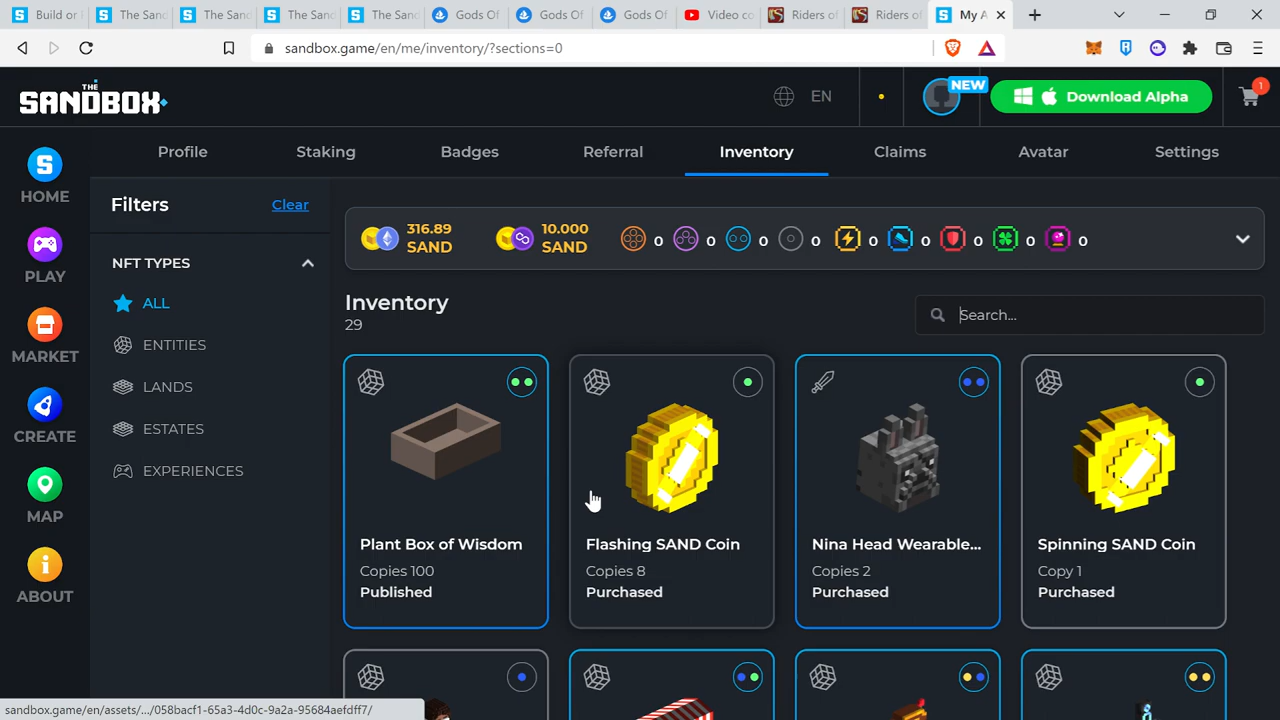 The Sandbox Build or
The Sand
The Sand
The Sand
The Sand
Gods Of
Gods Of
Gods Of
Video co
Riders of
Riders of
My A
sandbox.game/en/me/inventory/?sections=0
THE
SANDBOX
EN
NEW
Download Alpha
1
HOME
PLAY
MARKET
CREATE
MAP
ABOUT
Profile
Staking
Badges
Referral
Inventory
Claims
Avatar
Settings
Filters
Clear
NFT TYPES
ALL
ENTITIES
LANDS
ESTATES
EXPERIENCES
316.89
SAND
10.000
SAND
0 0 0 0 0 0 0 0 0
Inventory
29
Search...
Plant Box of Wisdom
Copies 100
Published
Flashing SAND Coin
Copies 8
Purchased
Nina Head Wearable...
Copies 2
Purchased
Spinning SAND Coin
Copy 1
Purchased
sandbox.game/en/assets/.../058bacf1-65a3-4d0c-9a2a-95684aefdff7/